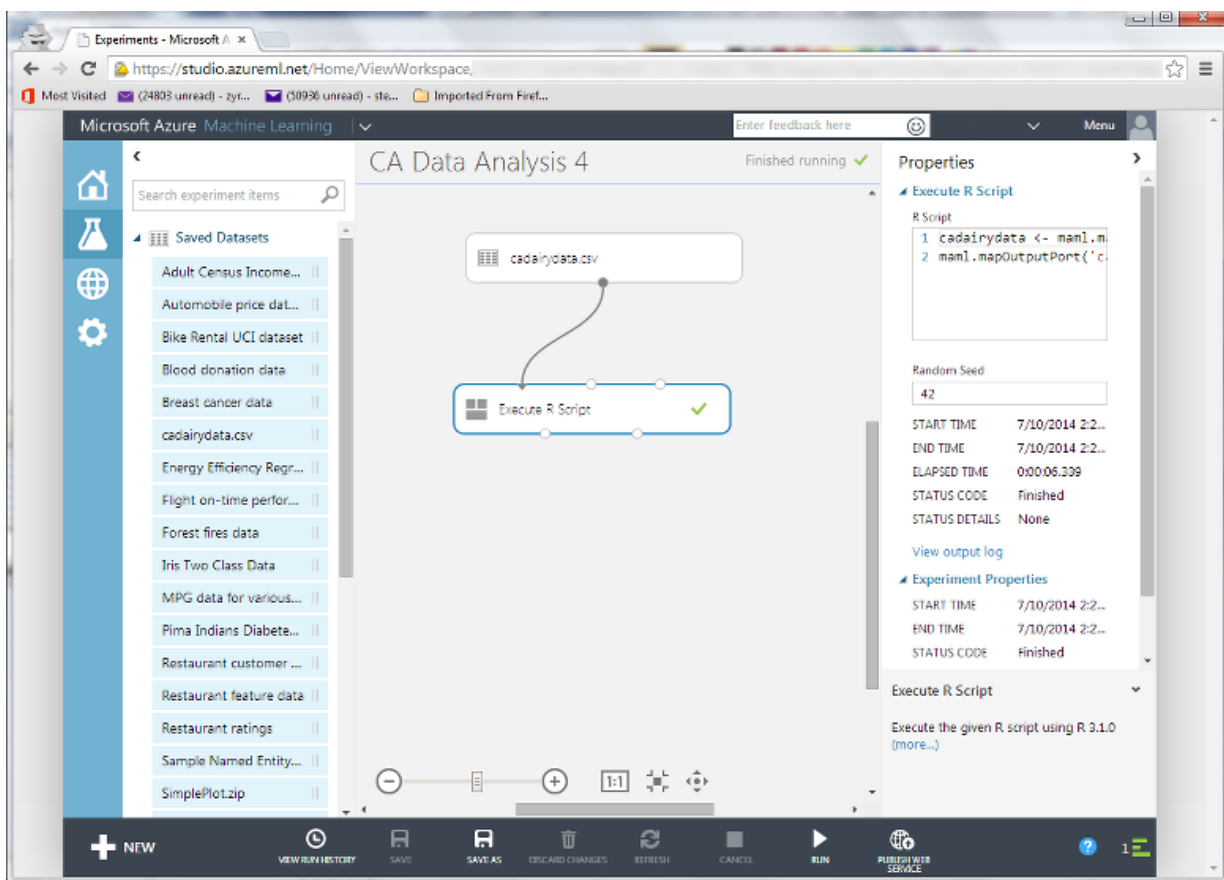 Experiments - Microsoft A
https://studio.azureml.net/Home/ViewWorkspace,
Most Visited (24803 unread) - zyr... (50936 unread) - ste... Imported From Firef...
Microsoft Azure Machine Learning
Enter feedback here
Menu
Search experiment items
Saved Datasets
Adult Census Income...
Automobile price dat...
Bike Rental UCI dataset
Blood donation data
Breast cancer data
cadairydata.csv
Energy Efficiency Regr...
Flight on-time perfor...
Forest fires data
Iris Two Class Data
MPG data for various...
Pima Indians Diabete...
Restaurant customer ...
Restaurant feature data
Restaurant ratings
Sample Named Entity...
SimplePlot.zip
CA Data Analysis 4
Finished running
cadairydata.csv
Execute R Script
1:1
Properties
Execute R Script
R Script
1 cadairydata <- maml.m
2 maml.mapOutputPort('c
Random Seed
42
START TIME 7/10/2014 2:2...
END TIME 7/10/2014 2:2...
ELAPSED TIME 0:00:06.339
STATUS CODE Finished
STATUS DETAILS None
View output log
Experiment Properties
START TIME 7/10/2014 2:2...
END TIME 7/10/2014 2:2...
STATUS CODE Finished
Execute R Script
Execute the given R script using R 3.1.0
(more...)
NEW
VIEW RUN HISTORY
SAVE
SAVE AS
DISCARD CHANGES
REFRESH
CANCEL
RUN
PUBLISH WEB
SERVICE
?
1